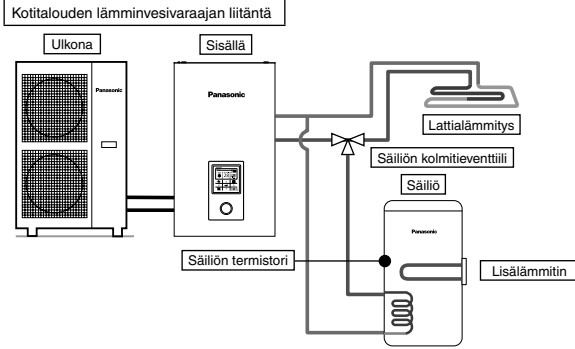 Kotitalouden lämminvesivaraajan liitäntä
Ulkona
Sisällä
Panasonic
Panasonic
Lattialämmitys
Säiliön kolmitieventtiili
Säiliö
Panasonic
Säiliön termistori
Lisälämmitin